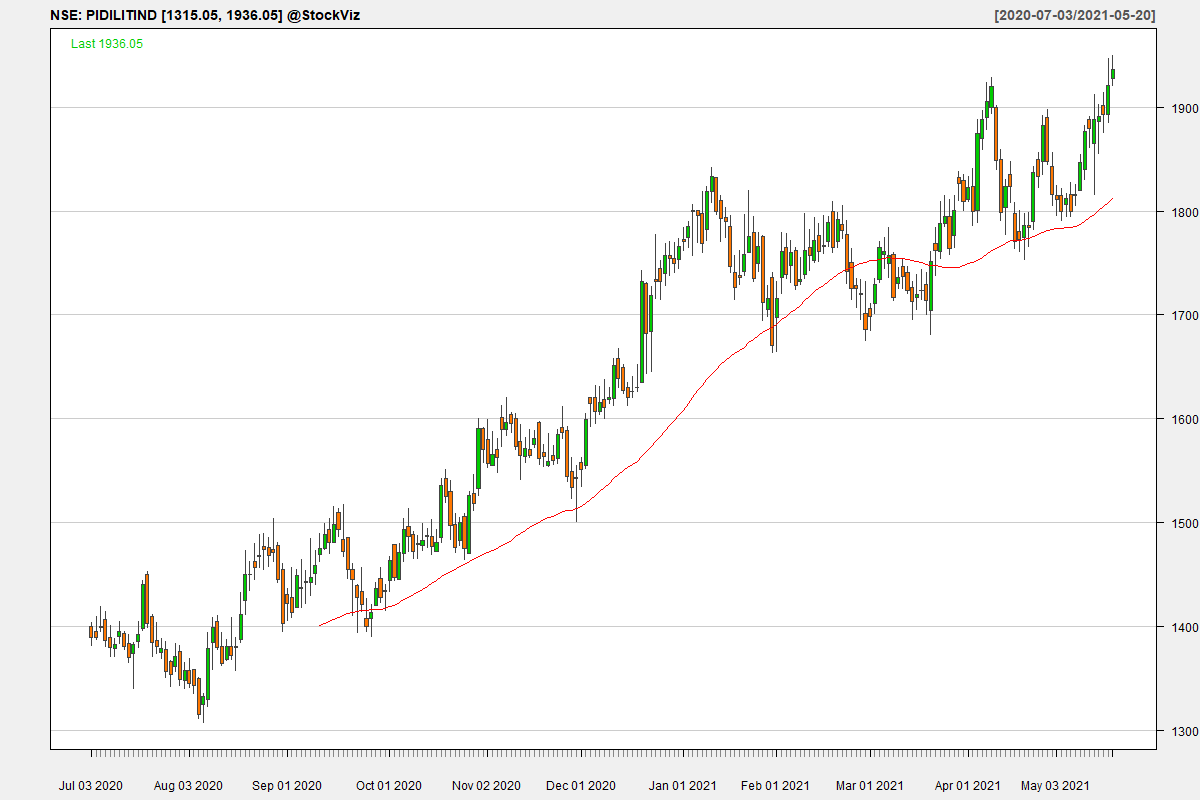 NSE: PIDILITIND [1315.05, 1936.05] @StockViz
[2020-07-03/2021-05-20]
Last 1936.05
1900
1800
1700
1600
1500
1400
1300
Jul 03 2020
Aug 03 2020
Sep 01 2020
Oct 01 2020
Nov 02 2020
Dec 01 2020
Jan 01 2021
Feb 01 2021
Mar 01 2021
Apr 01 2021
May 03 2021